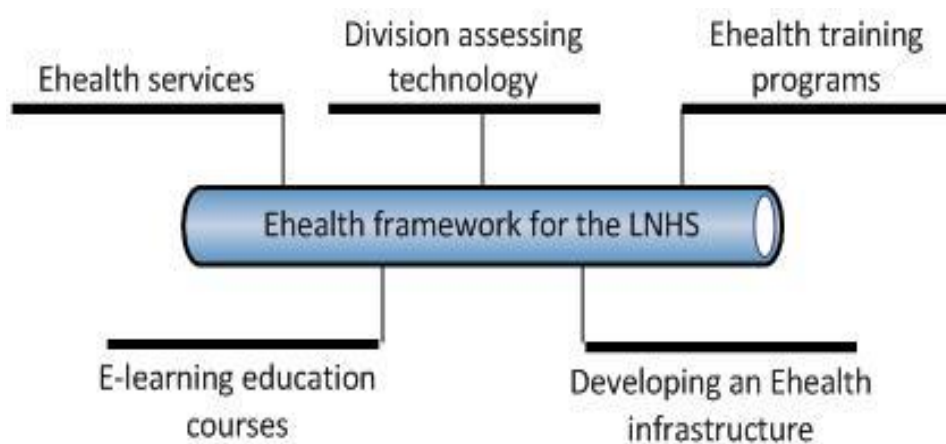 Ehealth services
Division assessing
technology
Ehealth training
programs
Ehealth framework for the LNHS
E-learning education
courses
Developing an Ehealth
infrastructure